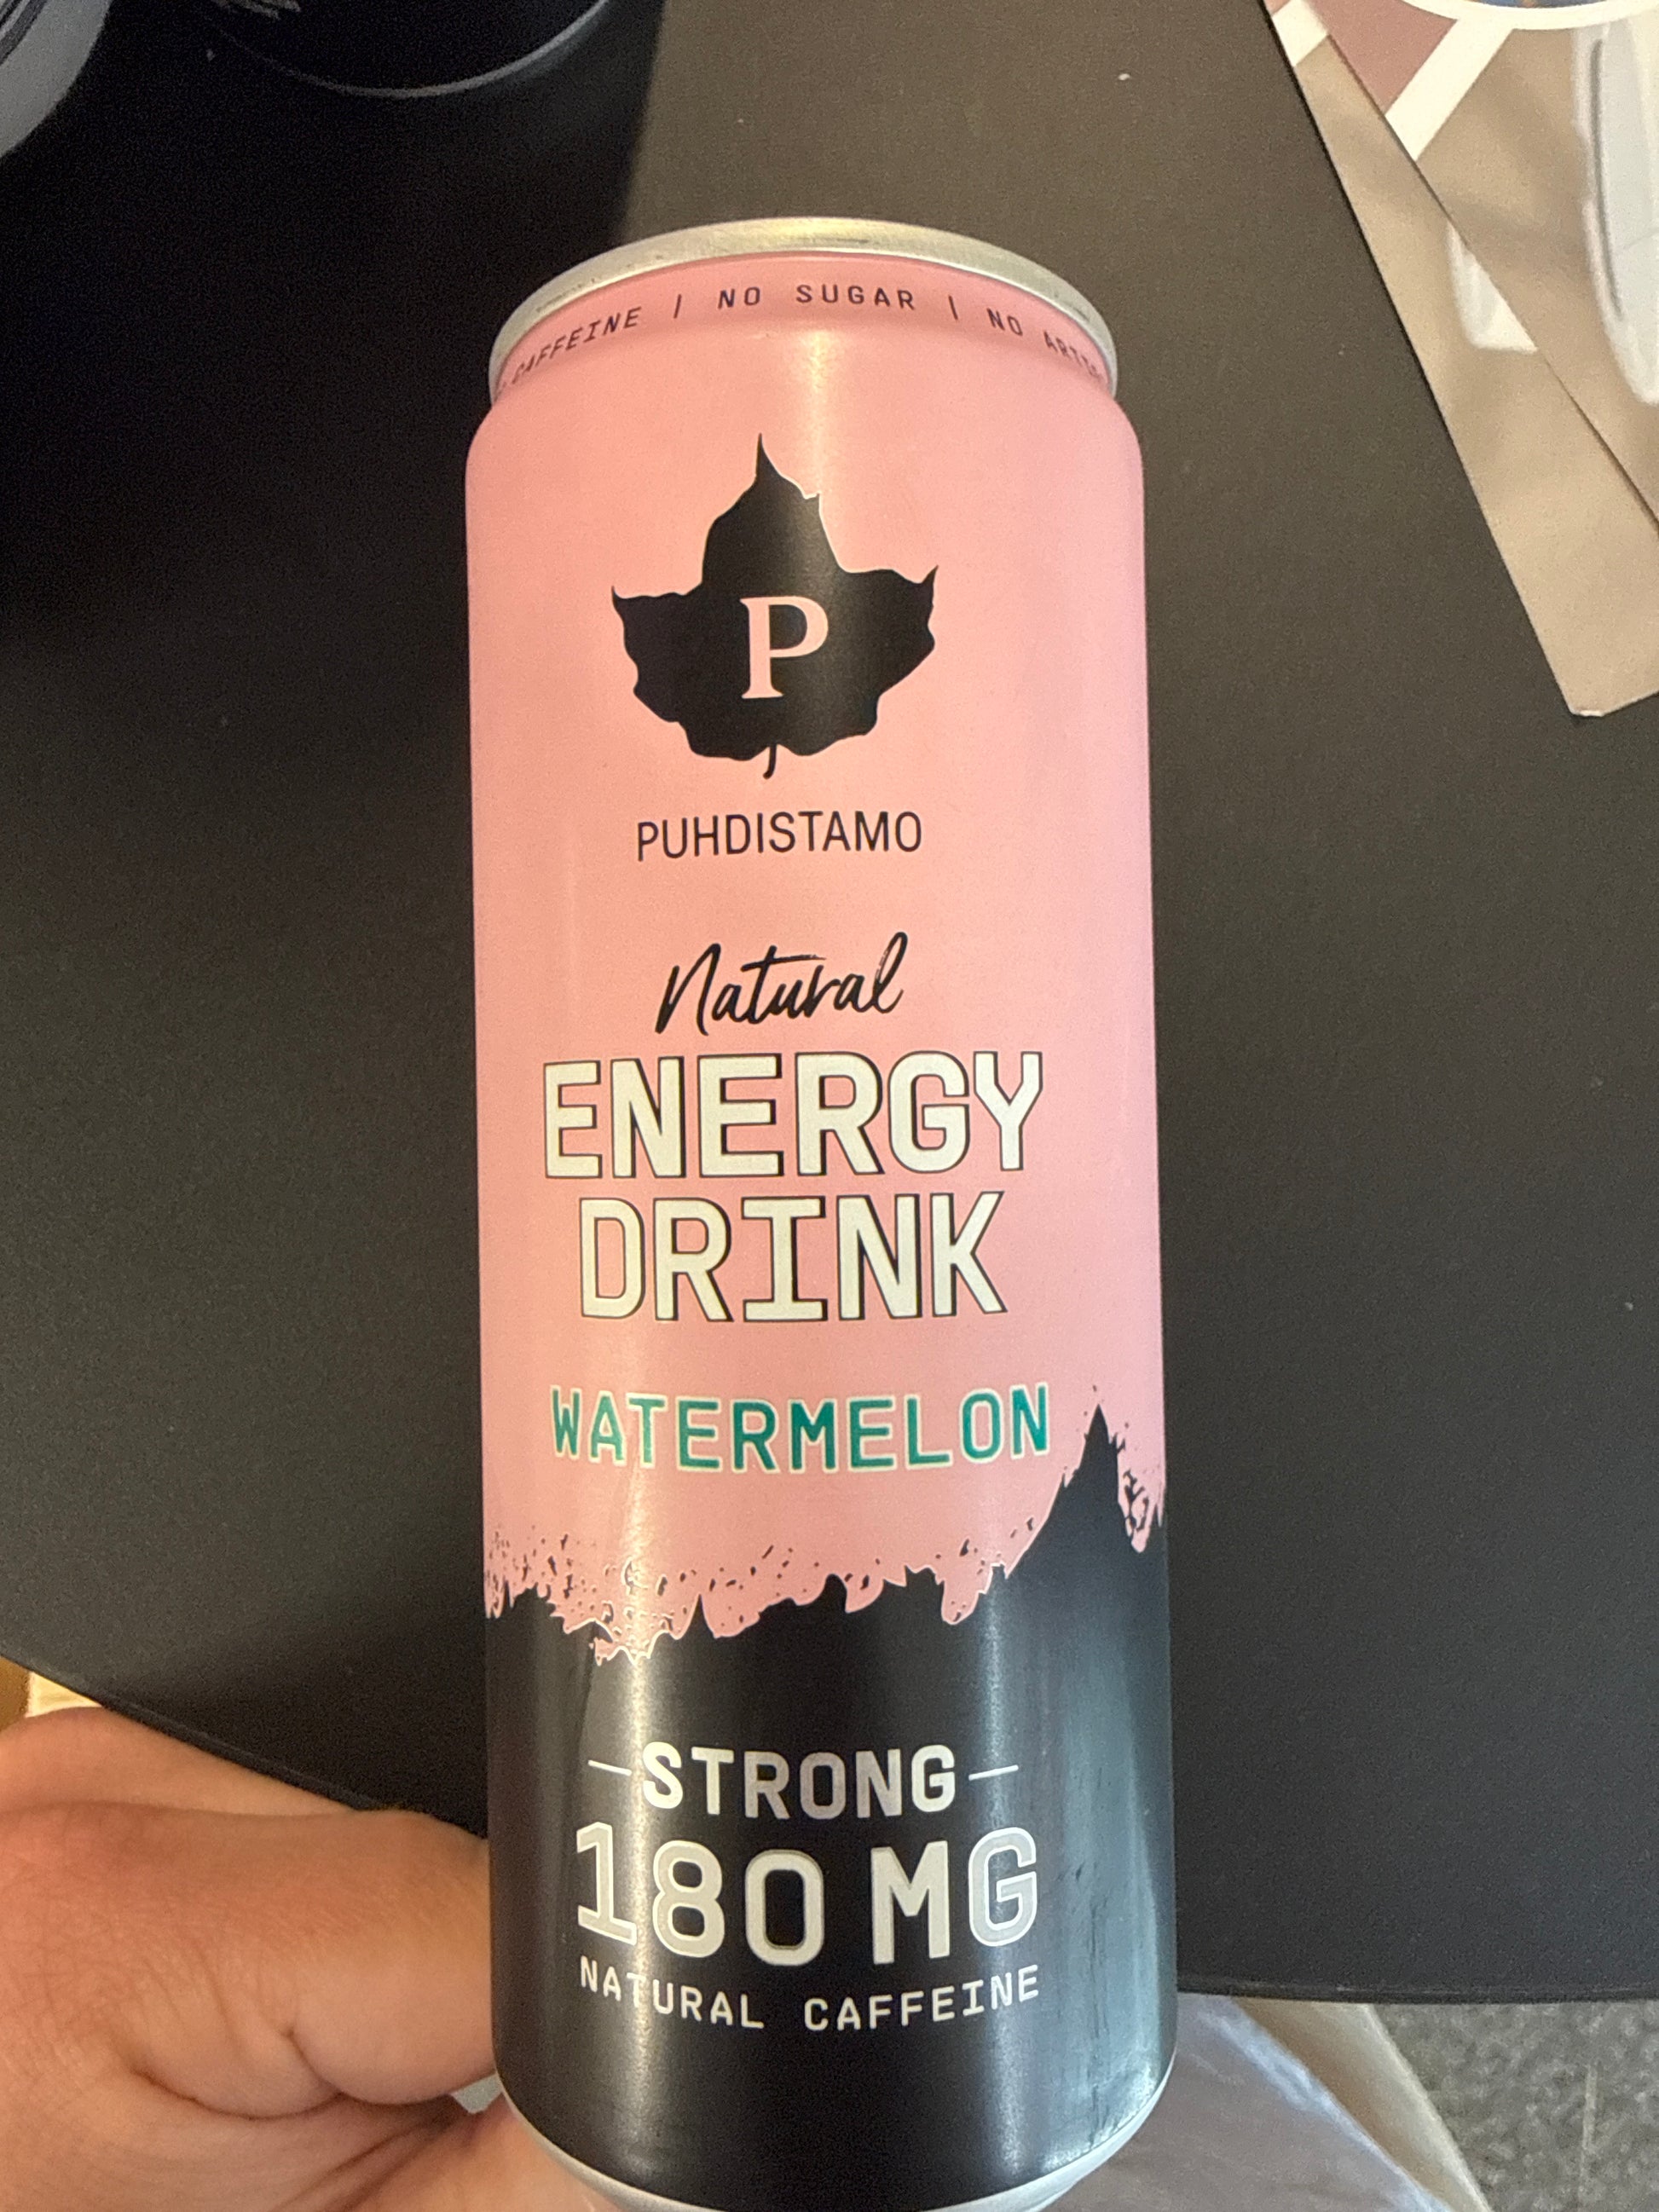 CAFFEINE | NO SUGAR | NO
P
PUHDISTAMO
Natural
ENERGY
DRINK
WATERMELON
STRONG
180 MG
NATURAL CAFFEINE